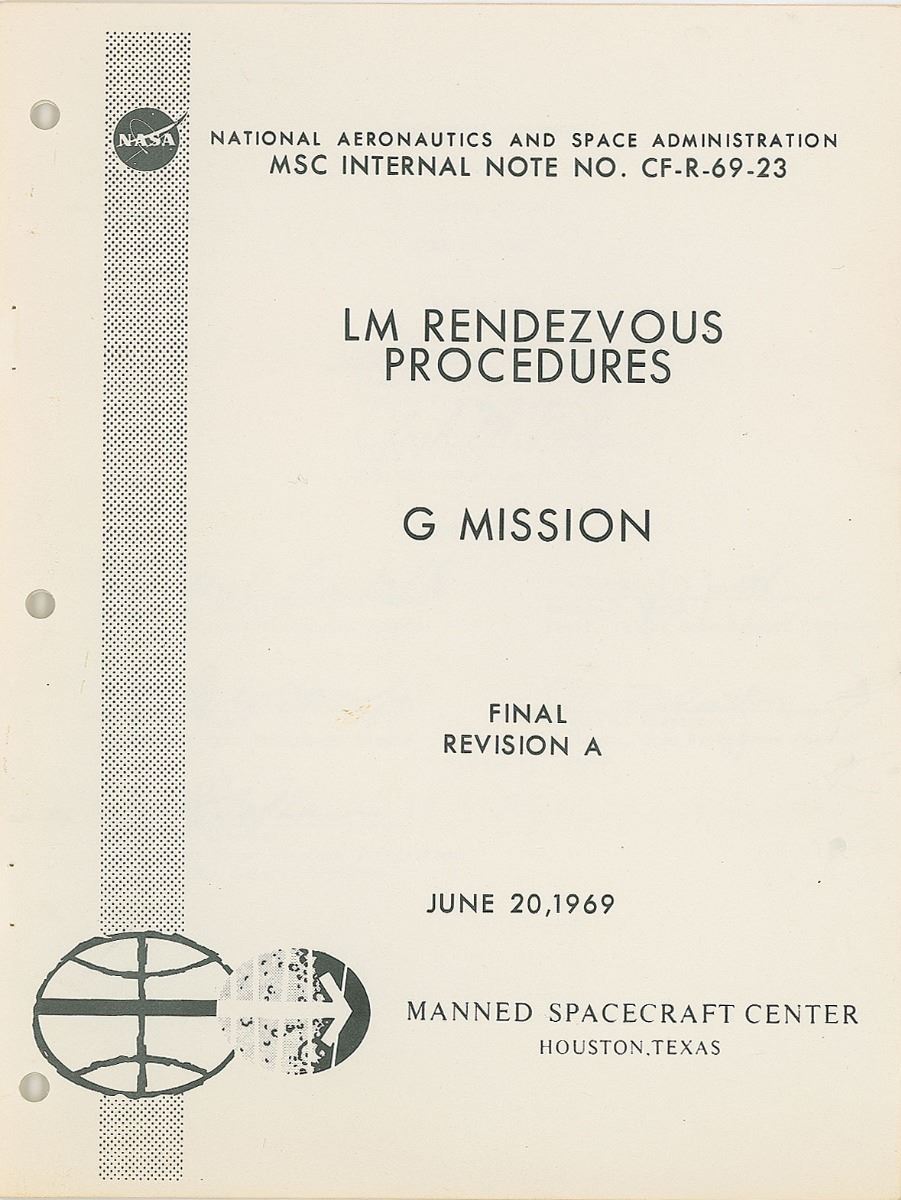 NASA
NATIONAL AERONAUTICS AND SPACE ADMINISTRATION
MSC INTERNAL NOTE NO. CF-R-69-23
LM RENDEZVOUS
PROCEDURES
G MISSION
FINAL
REVISION A
JUNE 20,1969
MANNED SPACECRAFT CENTER
HOUSTON,TEXAS